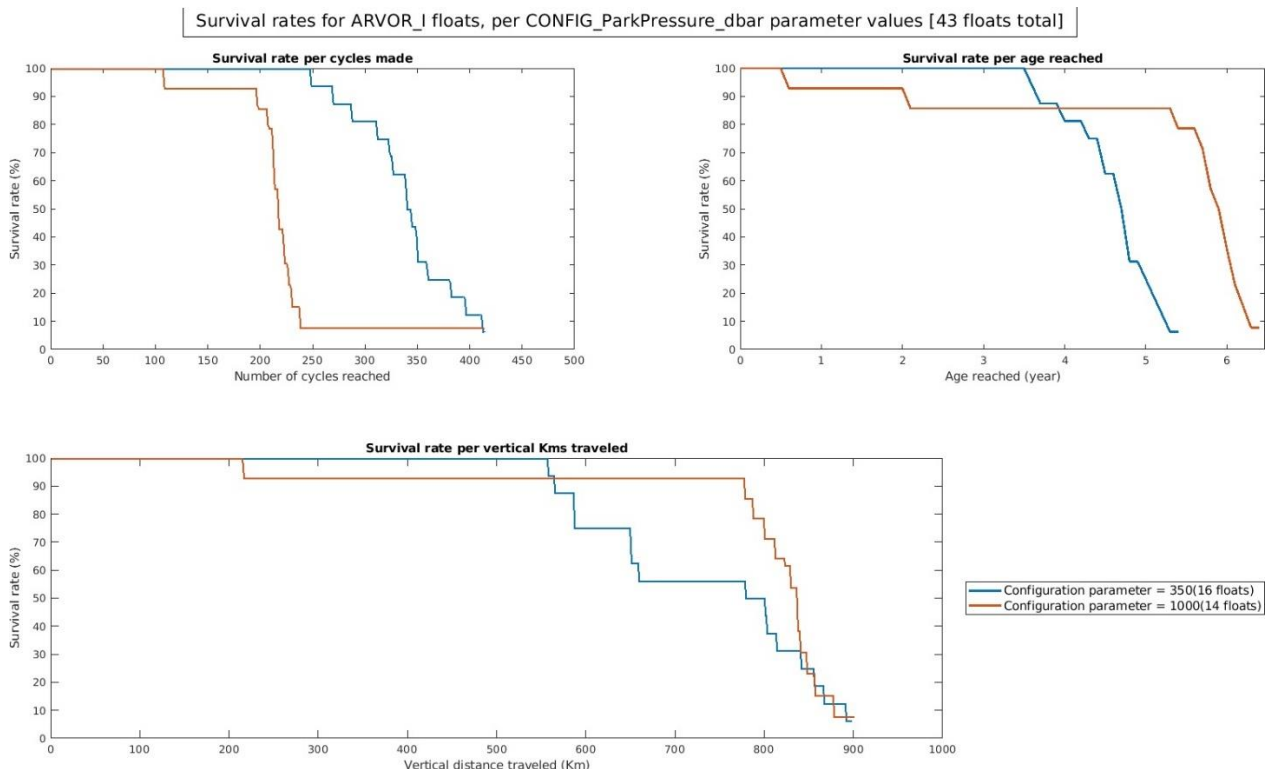 Survival rates for ARVOR_I floats, per CONFIG_ParkPressure_dbar parameter values [43 floats total]
Survival rate per cycles made
Survival rate (%)
100
90
80
70
60
50
40
30
20
10
0
0 50 100 150 200 250 300 350 400 450 500
Number of cycles reached
Survival rate per age reached
Survival rate (%)
100
90
80
70
60
50
40
30
20
10
0
0 1 2 3 4 5 6
Age reached (year)
Survival rate per vertical Kms traveled
Survival rate (%)
100
90
80
70
60
50
40
30
20
10
0
0 100 200 300 400 500 600 700 800 900 1000
Vertical distance traveled (Km)
Configuration parameter = 350(16 floats)
Configuration parameter = 1000(14 floats)